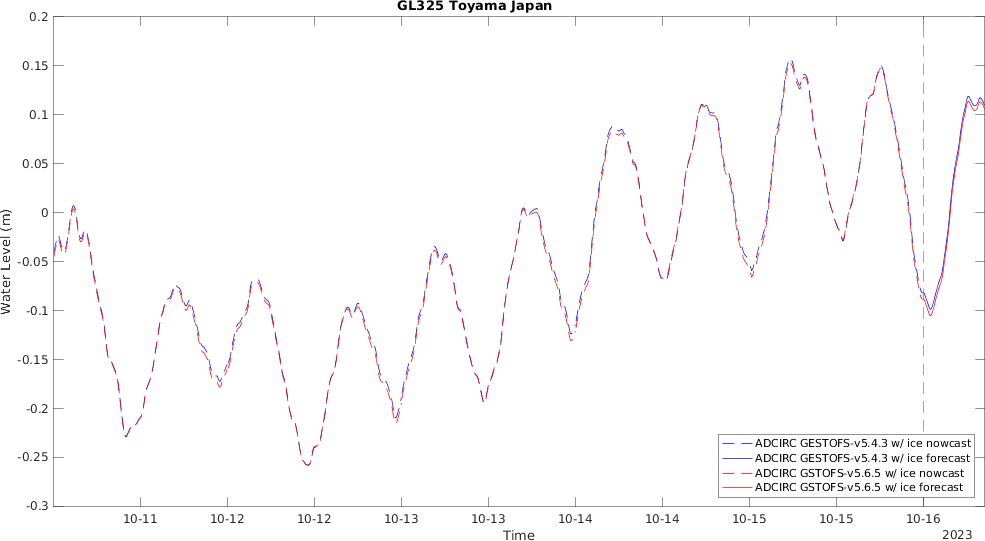 GL325 Toyama Japan
0.2
0.15
0.1
0.05
0
-0.05
-0.1
-0.15
-0.2
-0.25
-0.3
Water Level (m)
ADCIRC GESTOFS-v5.4.3 w/ ice nowcast
ADCIRC GESTOFS-v5.4.3 w/ ice forecast
ADCIRC GSTOFS-v5.6.5 w/ ice nowcast
ADCIRC GSTOFS-v5.6.5 w/ ice forecast
10-11 10-12 10-12 10-13 10-13 10-14 10-14 10-15 10-15 10-16
Time
2023